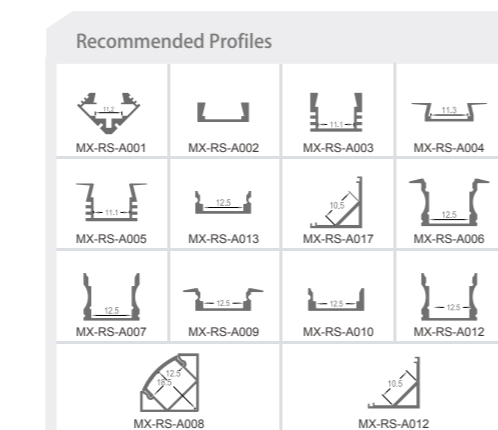 Recommended Profiles
11.2
11.1
11.3
MX-RS-A001 MX-RS-A002 MX-RS-A003 MX-RS-A004
11.1
12.5
10.5
12.5
MX-RS-A005 MX-RS-A013 MX-RS-A017 MX-RS-A006
12.5
12.5
12.5
12.5
MX-RS-A007 MX-RS-A009 MX-RS-A010 MX-RS-A012
12.5
18.5
10.5
MX-RS-A008 MX-RS-A012